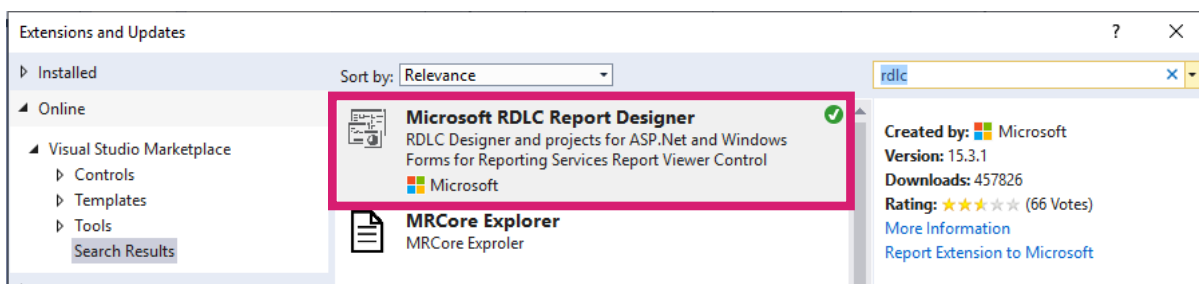 Extensions and Updates
?
Installed
Sort by: Relevance
rdlc
Online
Visual Studio Marketplace
Controls
Templates
Tools
Search Results
Microsoft RDLC Report Designer
RDLC Designer and projects for ASP.Net and Windows
Forms for Reporting Services Report Viewer Control
Microsoft
MRCore Explorer
MRCore Exproler
Created by: Microsoft
Version: 15.3.1
Downloads: 457826
Rating: (66 Votes)
More Information
Report Extension to Microsoft